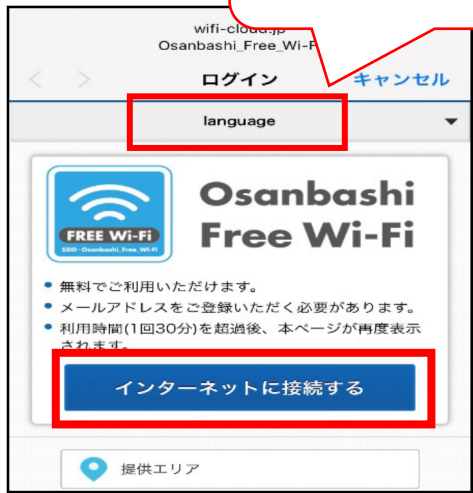 wifi-cloud.jp
Osanbashi_Free_Wi-F
ログイン
キャンセル
language
FREE Wi-Fi
SSID・Osanbashi_Free_Wi-Fi
Osanbashi
Free Wi-Fi
無料でご利用いただけます。
メールアドレスをご登録いただく必要があります。
利用時間(1回30分)を超過後、本ページが再度表示
されます。
インターネットに接続する
提供エリア